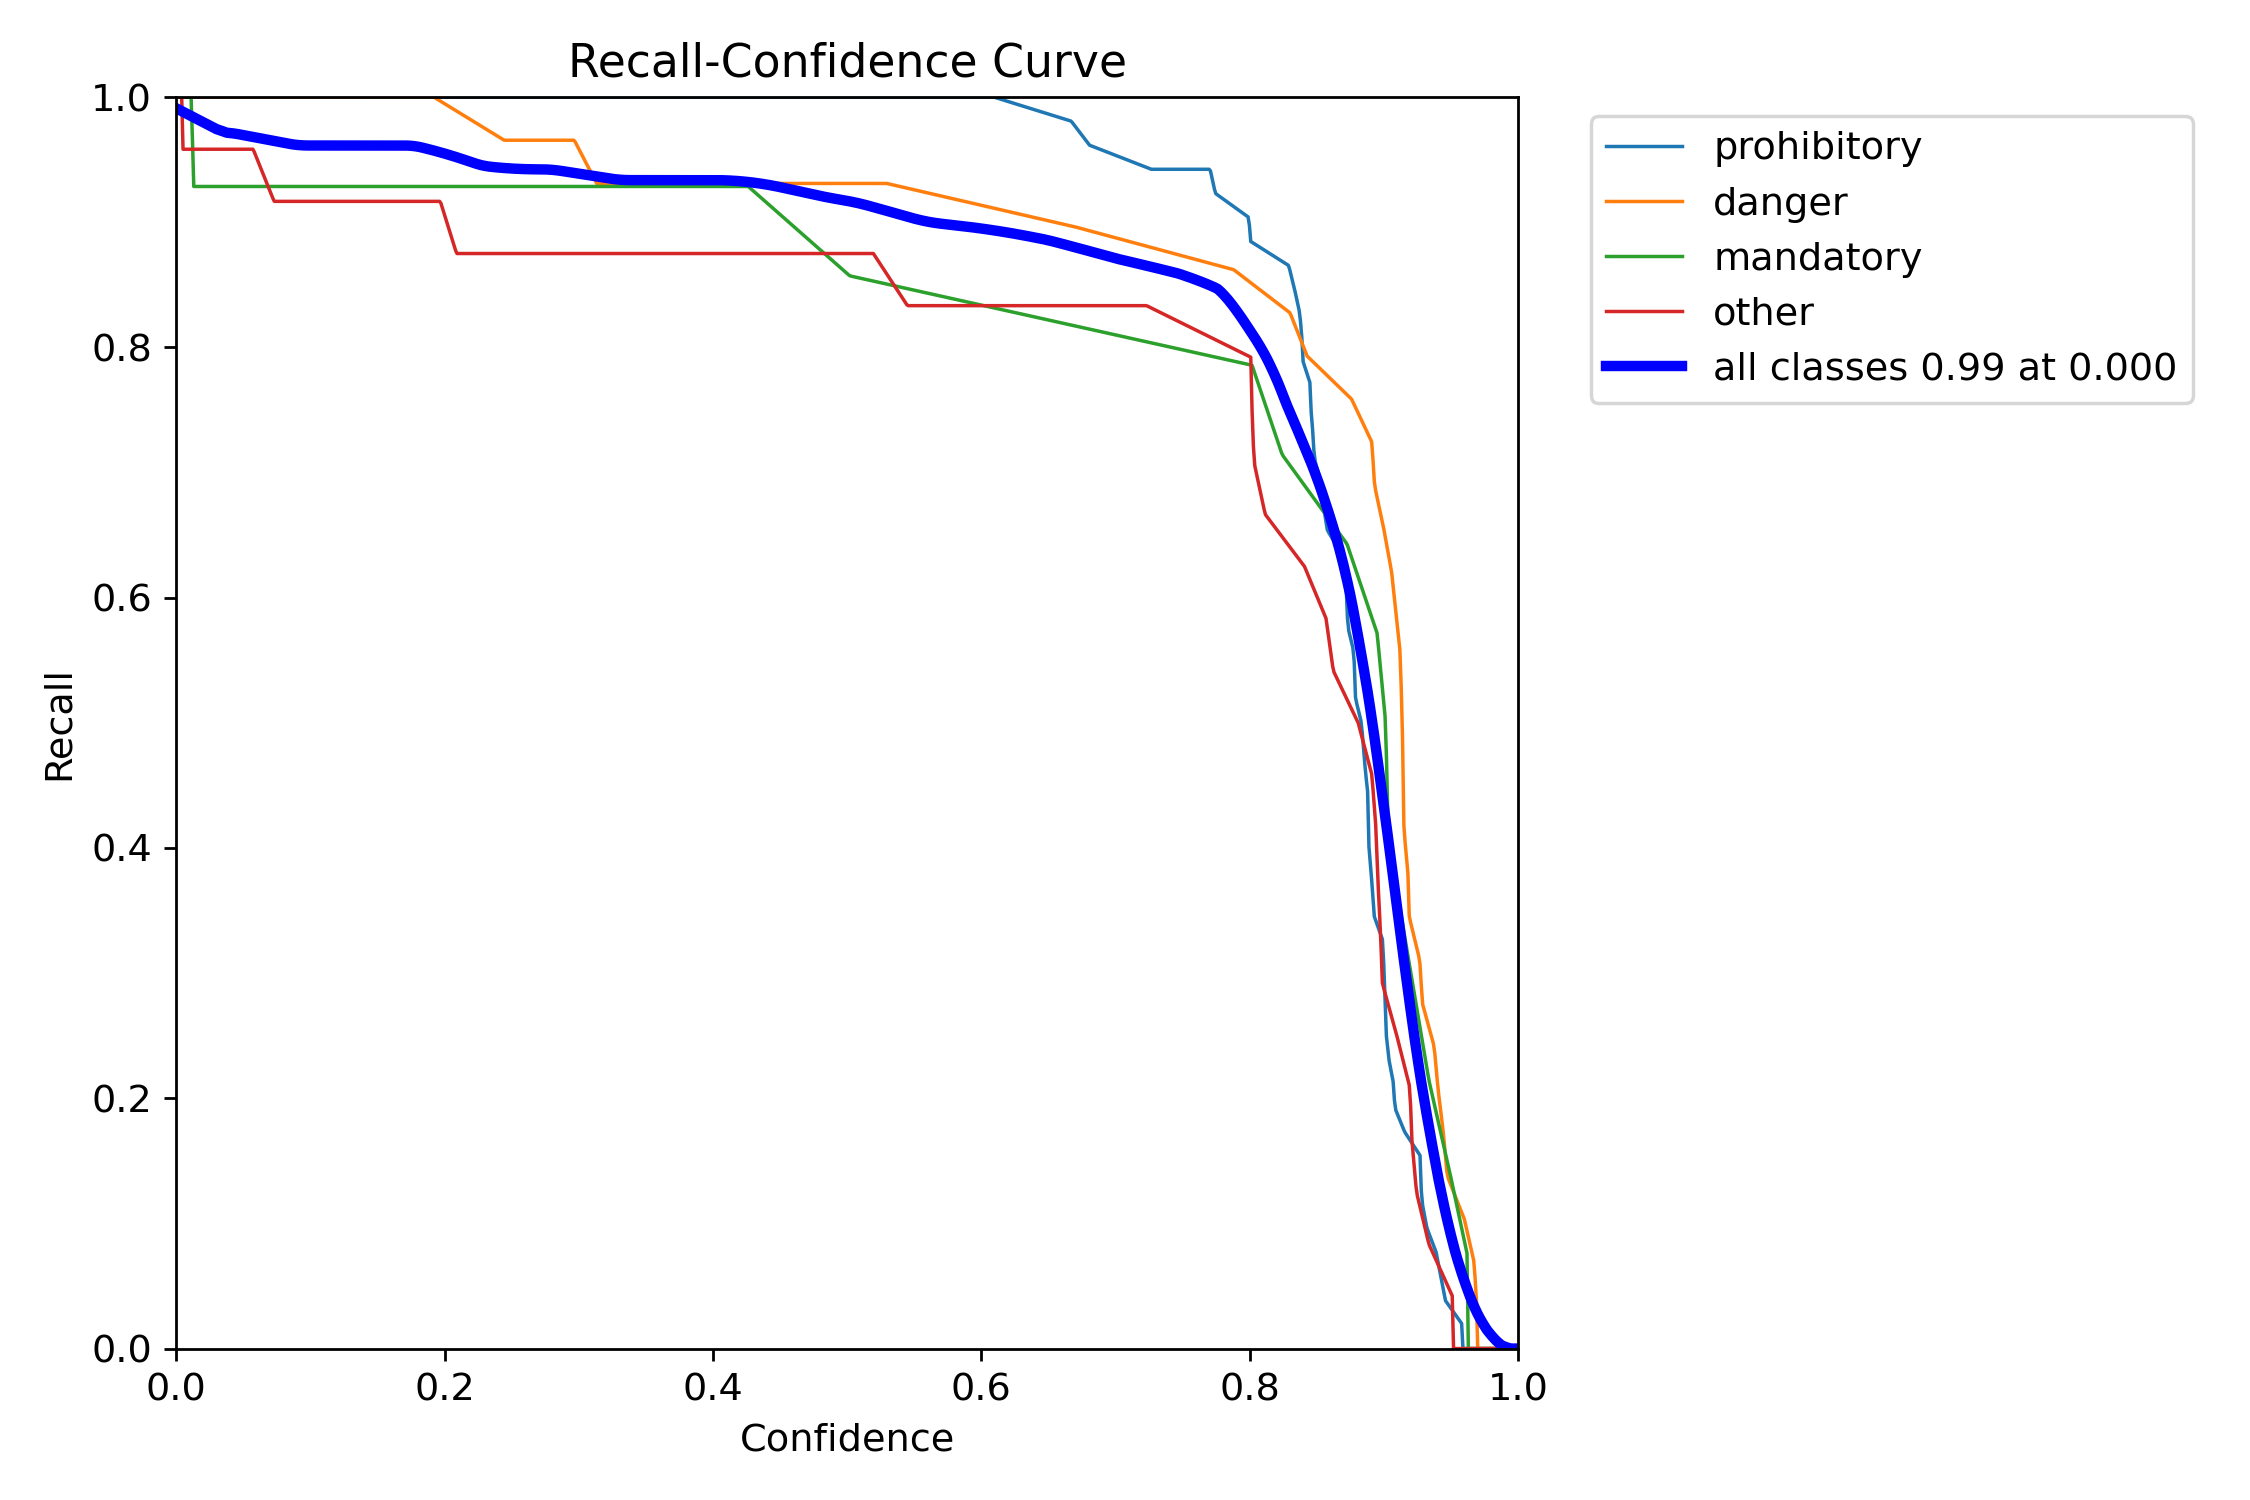 Recall-Confidence Curve
1.0
0.8
0.6
0.4
0.2
0.0
Recall
0.0 0.2 0.4 0.6 0.8 1.0
Confidence
prohibitory
danger
mandatory
other
all classes 0.99 at 0.000